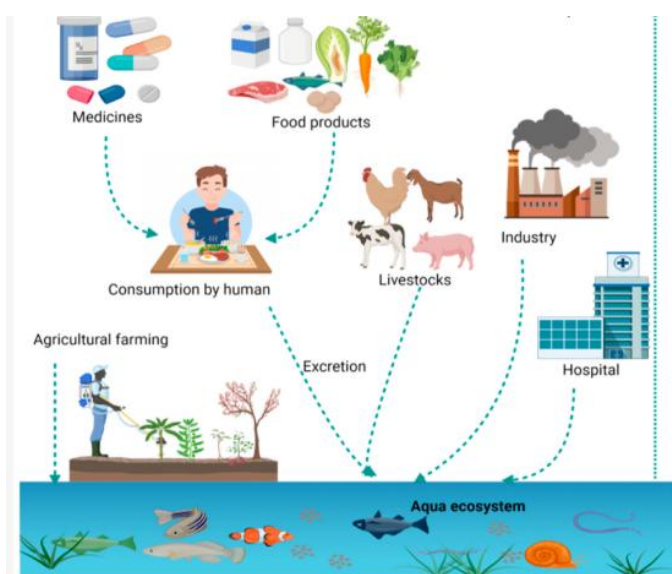 Medicines
Food products
Industry
Consumption by human
Livestocks
Agricultural farming
Excretion
Hospital
Aqua ecosystem